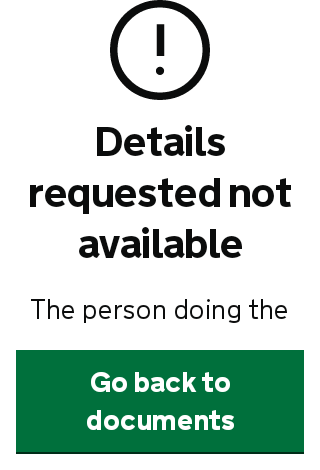 Details
requested not
available
The person doing the
Go back to
documents